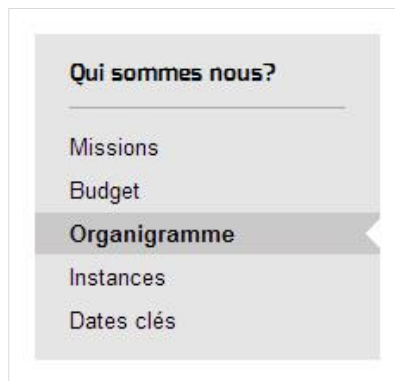 Qui sommes nous?
Missions
Budget
Organigramme
Instances
Dates clés